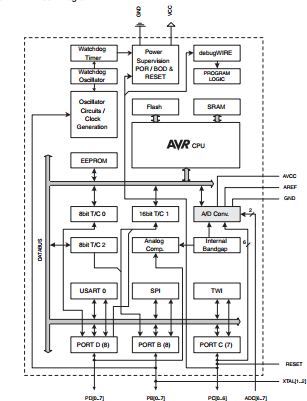 GND
VCC
Watchdog
Timer
Watchdog
Oscillator
Oscillator
Circuits /
Clock
Generation
Power
Supervision
POR / BOD &
RESET
debugWIRE
PROGRAM
LOGIC
Flash
SRAM
AVR CPU
EEPROM
AVCC
AREF
GND
8bit T/C 0
16bit T/C 1
A/D Conv.
2
DATABUS
8bit T/C 2
Analog
Comp.
Internal
Bandgap
6
USART 0
SPI
TWI
PORT D (8)
PORT B (8)
PORT C (7)
RESET
XTAL[1..2]
PD[0..7]
PB[0..7]
PC[0..6]
ADC[6..7]